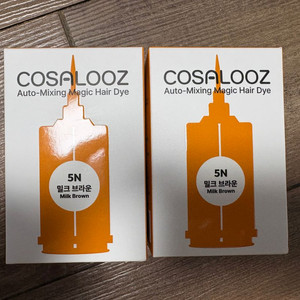 COSALOOZ
Auto-Mixing Magic Hair Dye
5N
밀크 브라운
Milk Brown
COSALOOZ
Auto-Mixing Magic Hair Dye
5N
밀크 브라운
Milk Brown